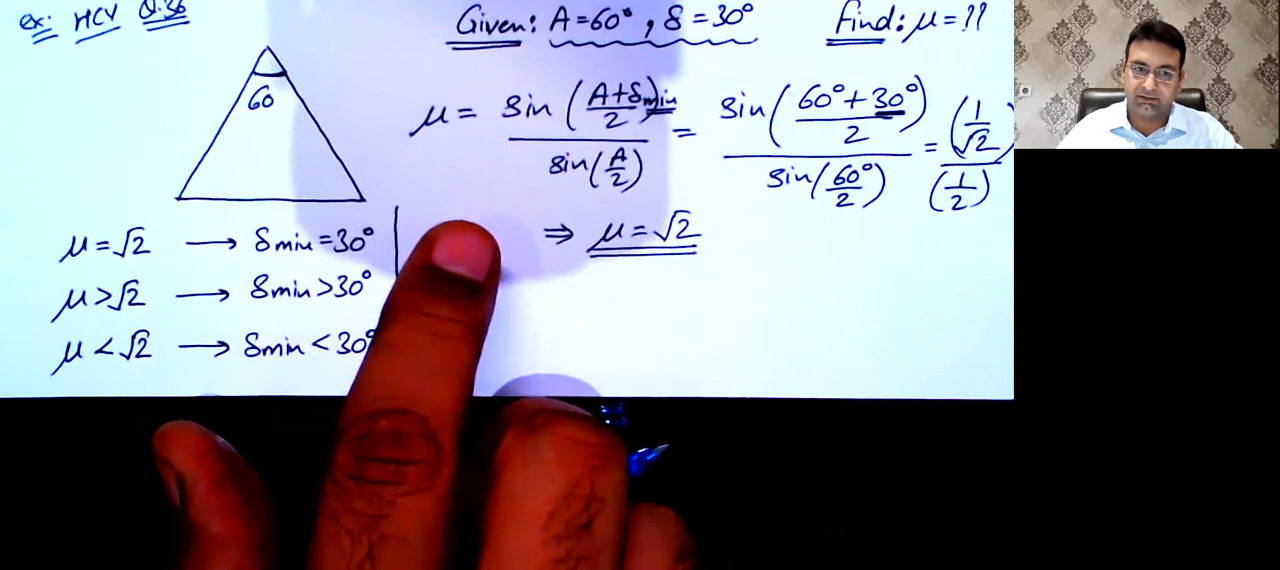 ex: HCV Q.36
Given: A=60°, δ=30° Find: μ=??
60
μ = sin((A+δmin)/2) / sin(A/2) = sin((60°+30°)/2) / sin(60°/2) = (1/√2) / (1/2)
⇒ μ=√2
μ=√2 → δmin=30°
μ>√2 → δmin>30°
μ<√2 → δmin<30°